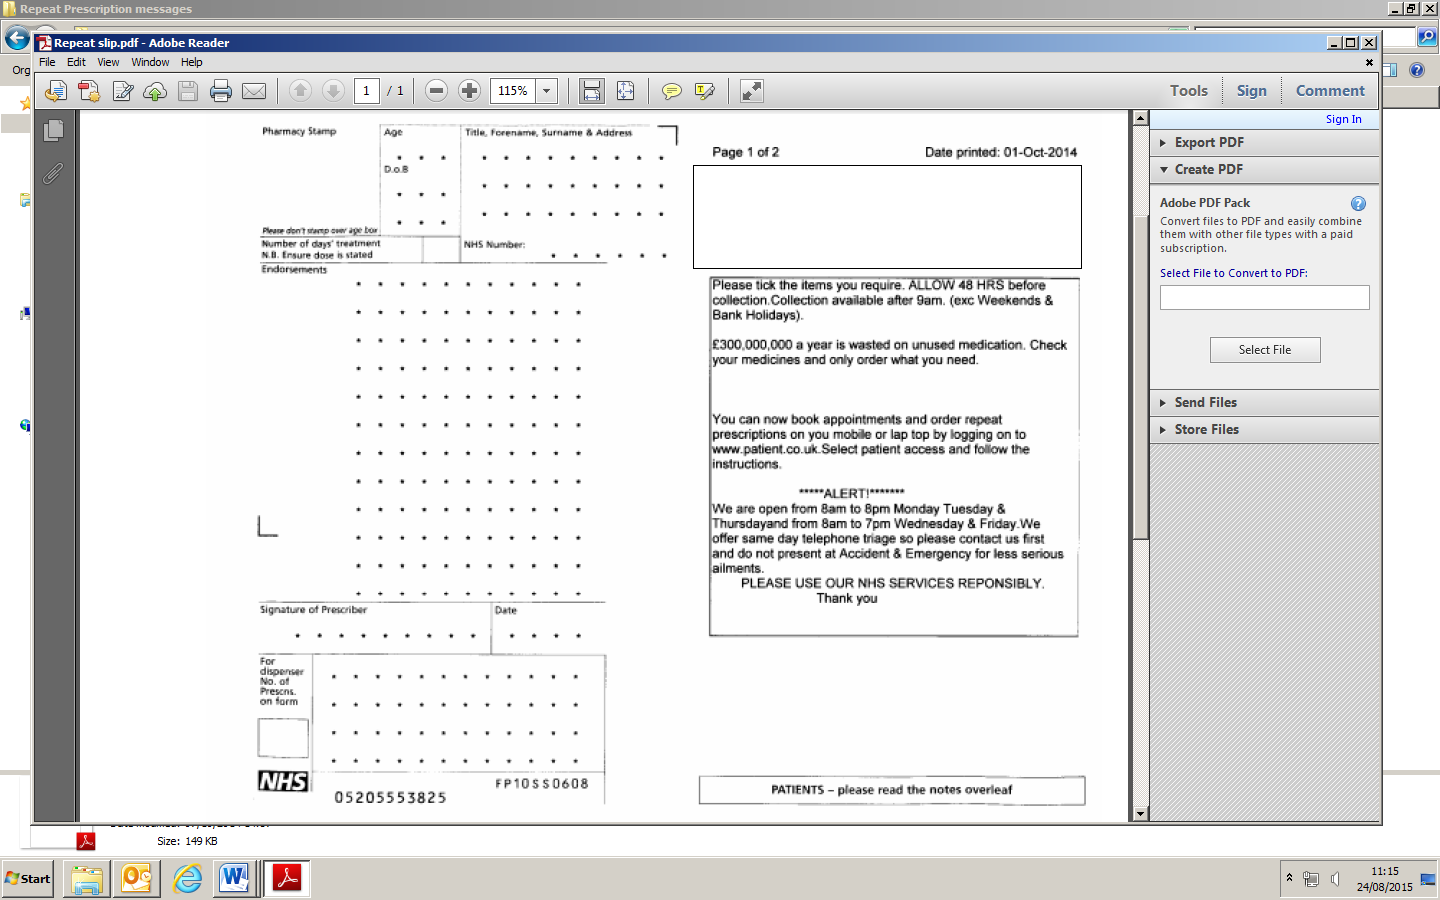 Repeat Prescription messages
Repeat slip.pdf - Adobe Reader
File Edit View Window Help
Org
1 / 1
115%
Tools Sign Comment
Sign In
Export PDF
Create PDF
Adobe PDF Pack
Convert files to PDF and easily combine
them with other file types with a paid
subscription.
Select File to Convert to PDF:
Select File
Send Files
Store Files
Pharmacy Stamp
Age
Title, Forename, Surname & Address
D.o.B
Please don't stamp over age box
Number of days' treatment
N.B. Ensure dose is stated
NHS Number:
Endorsements
Signature of Prescriber
Date
For
dispenser
No. of
Prescns.
on form
NHS
05205553825
FP10SS0608
Page 1 of 2
Date printed: 01-Oct-2014
Please tick the items you require. ALLOW 48 HRS before
collection.Collection available after 9am. (exc Weekends &
Bank Holidays).
£300,000,000 a year is wasted on unused medication. Check
your medicines and only order what you need.
You can now book appointments and order repeat
prescriptions on you mobile or lap top by logging on to
www.patient.co.uk.Select patient access and follow the
instructions.
*****ALERT!*******
We are open from 8am to 8pm Monday Tuesday &
Thursdayand from 8am to 7pm Wednesday & Friday.We
offer same day telephone triage so please contact us first
and do not present at Accident & Emergency for less serious
ailments.
PLEASE USE OUR NHS SERVICES REPONSIBLY.
Thank you
PATIENTS – please read the notes overleaf
Size: 149 KB
Start
11:15
24/08/2015